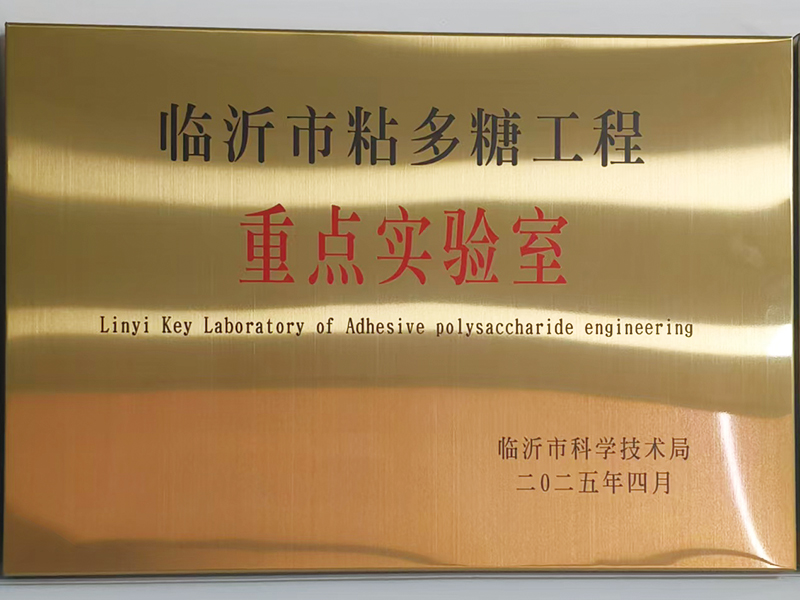 临沂市粘多糖工程
重点实验室
Linyi Key Laboratory of Adhesive polysaccharide engineering
临沂市科学技术局
二0二五年四月